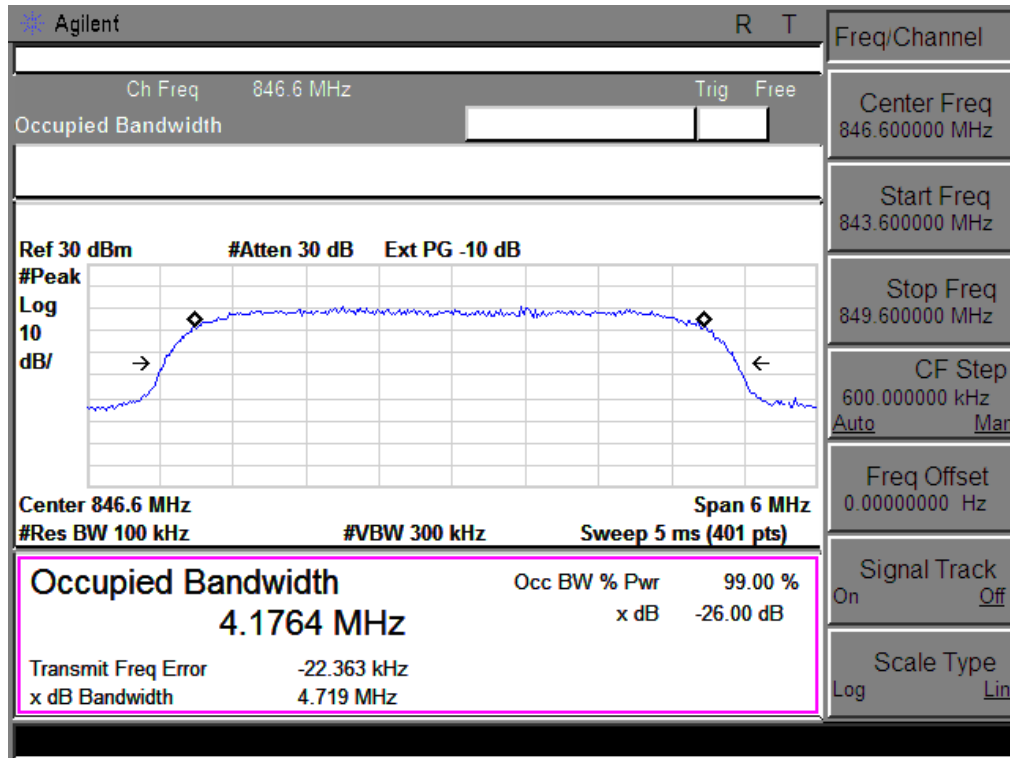 Agilent R T
Ch Freq 846.6 MHz Trig Free
Occupied Bandwidth
Ref 30 dBm #Atten 30 dB Ext PG -10 dB
#Peak
Log
10
dB/
Center 846.6 MHz Span 6 MHz
#Res BW 100 kHz #VBW 300 kHz Sweep 5 ms (401 pts)
Occupied Bandwidth Occ BW % Pwr 99.00 %
4.1764 MHz x dB -26.00 dB
Transmit Freq Error -22.363 kHz
x dB Bandwidth 4.719 MHz
Freq/Channel
Center Freq
846.600000 MHz
Start Freq
843.600000 MHz
Stop Freq
849.600000 MHz
CF Step
600.000000 kHz
Auto Man
Freq Offset
0.00000000 Hz
Signal Track
On Off
Scale Type
Log Lin